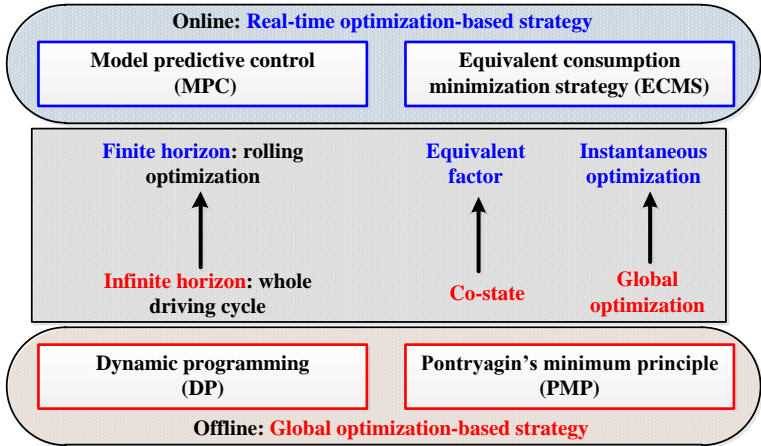 Online: Real-time optimization-based strategy
Model predictive control
(MPC)
Equivalent consumption
minimization strategy (ECMS)
Finite horizon: rolling
optimization
Equivalent
factor
Instantaneous
optimization
Infinite horizon: whole
driving cycle
Co-state
Global
optimization
Dynamic programming
(DP)
Pontryagin's minimum principle
(PMP)
Offline: Global optimization-based strategy